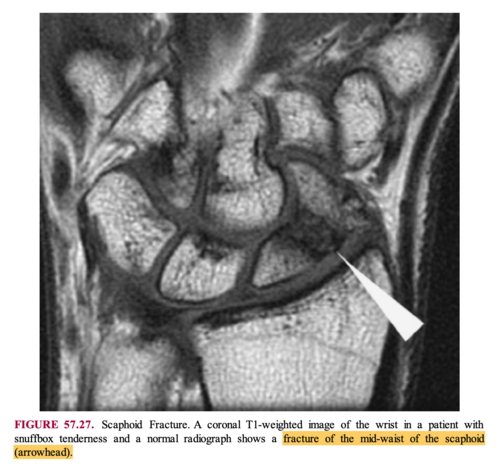 FIGURE 57.27. Scaphoid Fracture. A coronal T1-weighted image of the wrist in a patient with
snuffbox tenderness and a normal radiograph shows a fracture of the mid-waist of the scaphoid
(arrowhead).